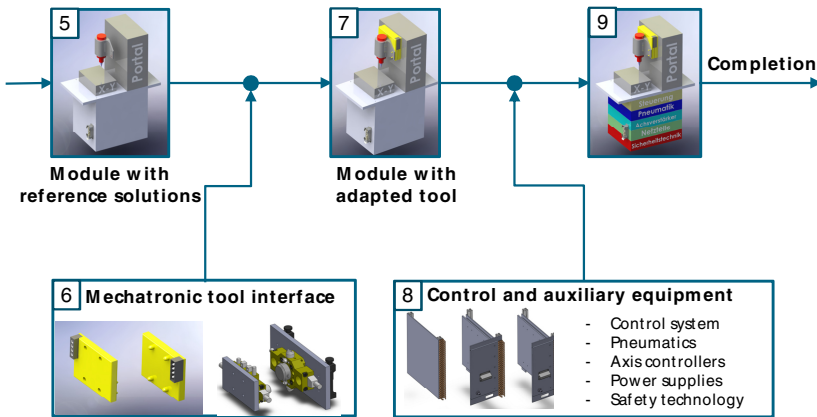 5
Portal
X-Y
Module with
reference solutions
7
Portal
X-Y
Module with
adapted tool
9
Portal
X-Y
Steuerung
Pneumatik
Achsverstärker
Netzteile
Sicherheitstechnik
Completion
6 Mechatronic tool interface
8 Control and auxiliary equipment
- Control system
- Pneumatics
- Axis controllers
- Power supplies
- Safety technology